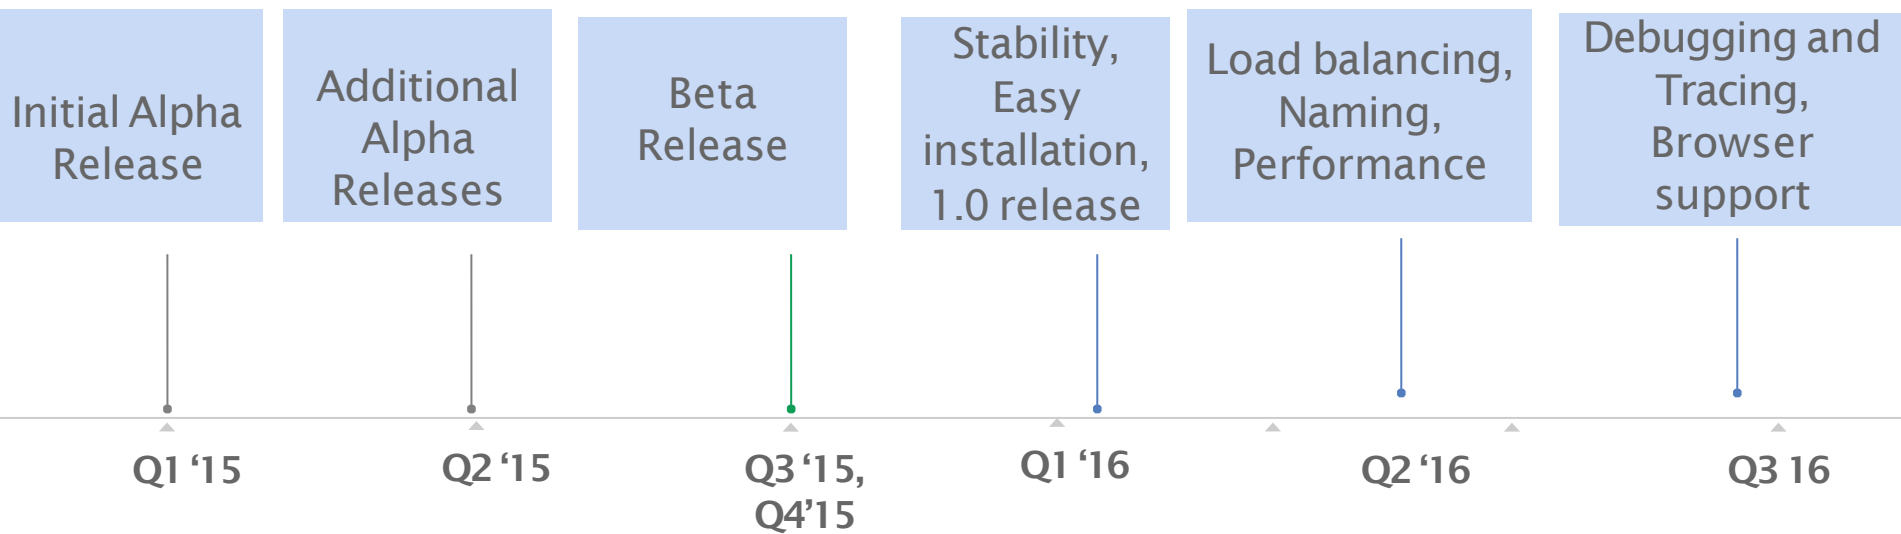 Initial Alpha
Release
Additional
Alpha
Releases
Beta
Release
Stability,
Easy
installation,
1.0 release
Load balancing,
Naming,
Performance
Debugging and
Tracing,
Browser
support
Q1 ‘15
Q2 ‘15
Q3 ‘15,
Q4’15
Q1 ‘16
Q2 ‘16
Q3 16